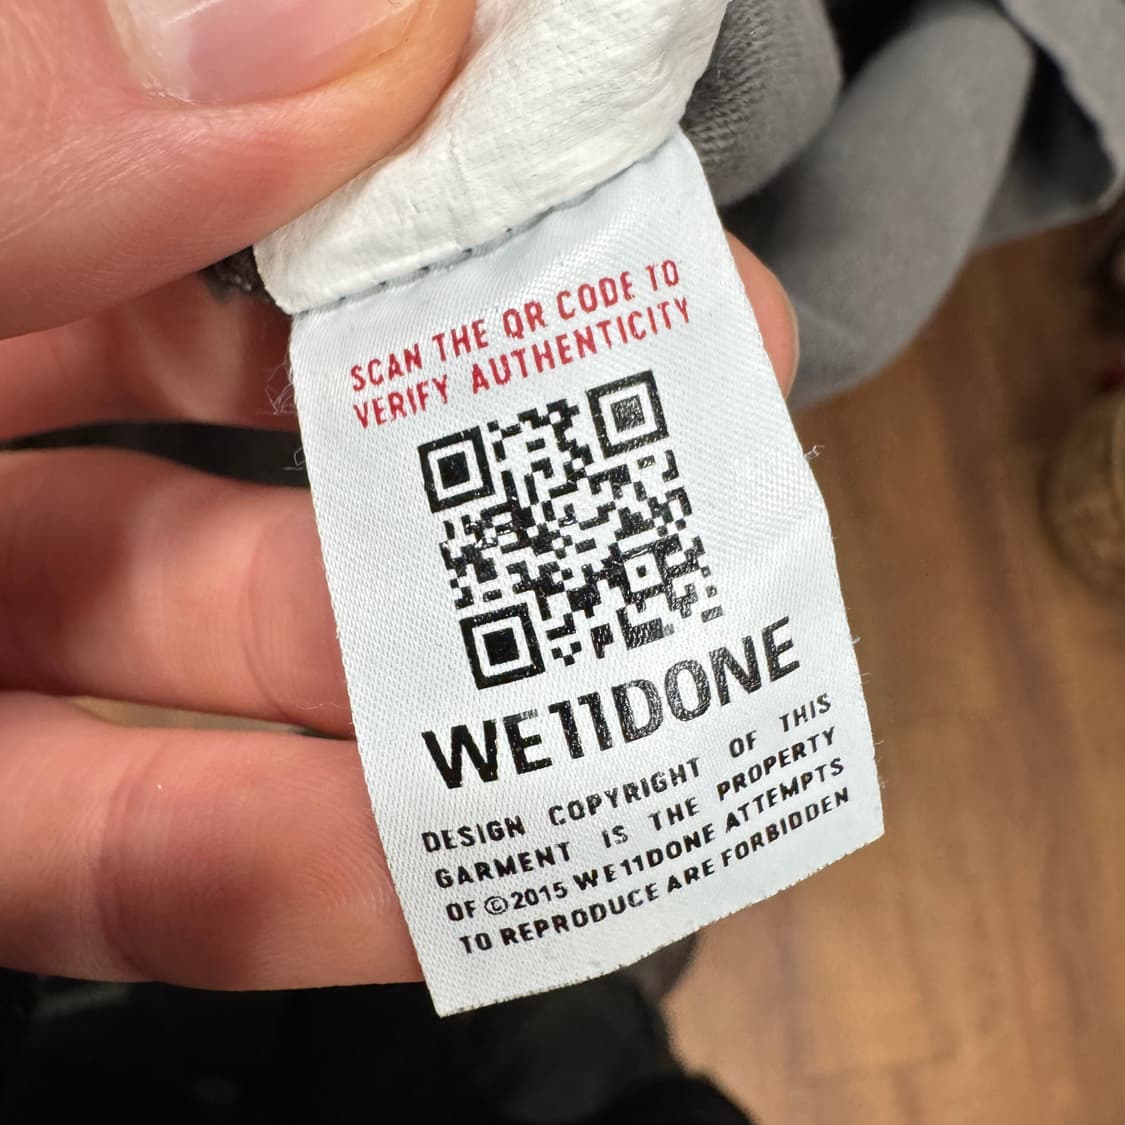 SCAN THE QR CODE TO
VERIFY AUTHENTICITY
WE11DONE
DESIGN COPYRIGHT OF THIS
GARMENT IS THE PROPERTY
OF ©2015 WE11DONE ATTEMPTS
TO REPRODUCE ARE FORBIDDEN